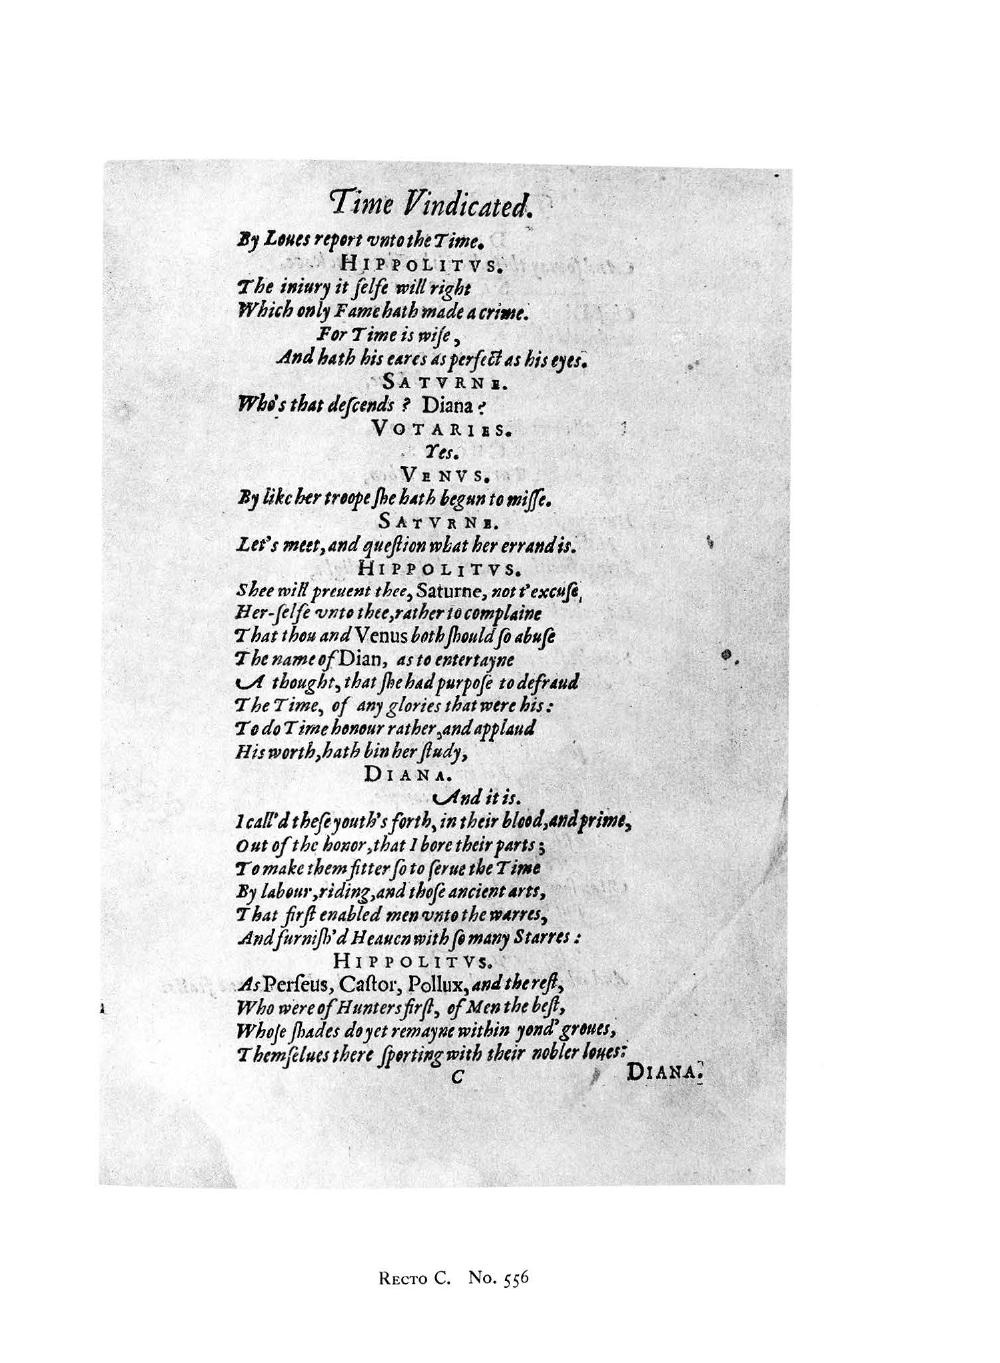 Time Vindicated.
By Loues report vnto the Time.
HIPPOLITVS.
The iniury it ſelfe will right
Which only Fame hath made a crime.
For Time is wiſe,
And hath his eares as perfect as his eyes.
SATVRNE.
Who's that deſcends ? Diana ?
VOTARIES.
Yes.
VENVS.
By like her troope ſhe hath begun to miſſe.
SATVRNE.
Let's meet, and queſtion what her errand is.
HIPPOLITVS.
Shee will preuent thee, Saturne, not t'excuſe,
Her-ſelfe vnto thee, rather to complaine
That thou and Venus both ſhould ſo abuſe
The name of Dian, as to entertayne
A thought, that ſhe had purpoſe to defraud
The Time, of any glories that were his:
To do Time honour rather, and applaud
His worth, hath bin her ſtudy,
DIANA.
And it is.
I call'd theſe youth's forth, in their blood, and prime,
Out of the honor, that I bore their parts;
To make them fitter ſo to ſerue the Time
By labour, riding, and thoſe ancient arts,
That firſt enabled men vnto the warres,
And furniſh'd Heauen with ſo many Starres :
HIPPOLITVS.
As Perſeus, Caſtor, Pollux, and the reſt,
Who were of Hunters firſt, of Men the beſt,
Whoſe ſhades do yet remayne within yond' groues,
Themſelues there ſporting with their nobler loues:
C DIANA.
RECTO C. No. 556